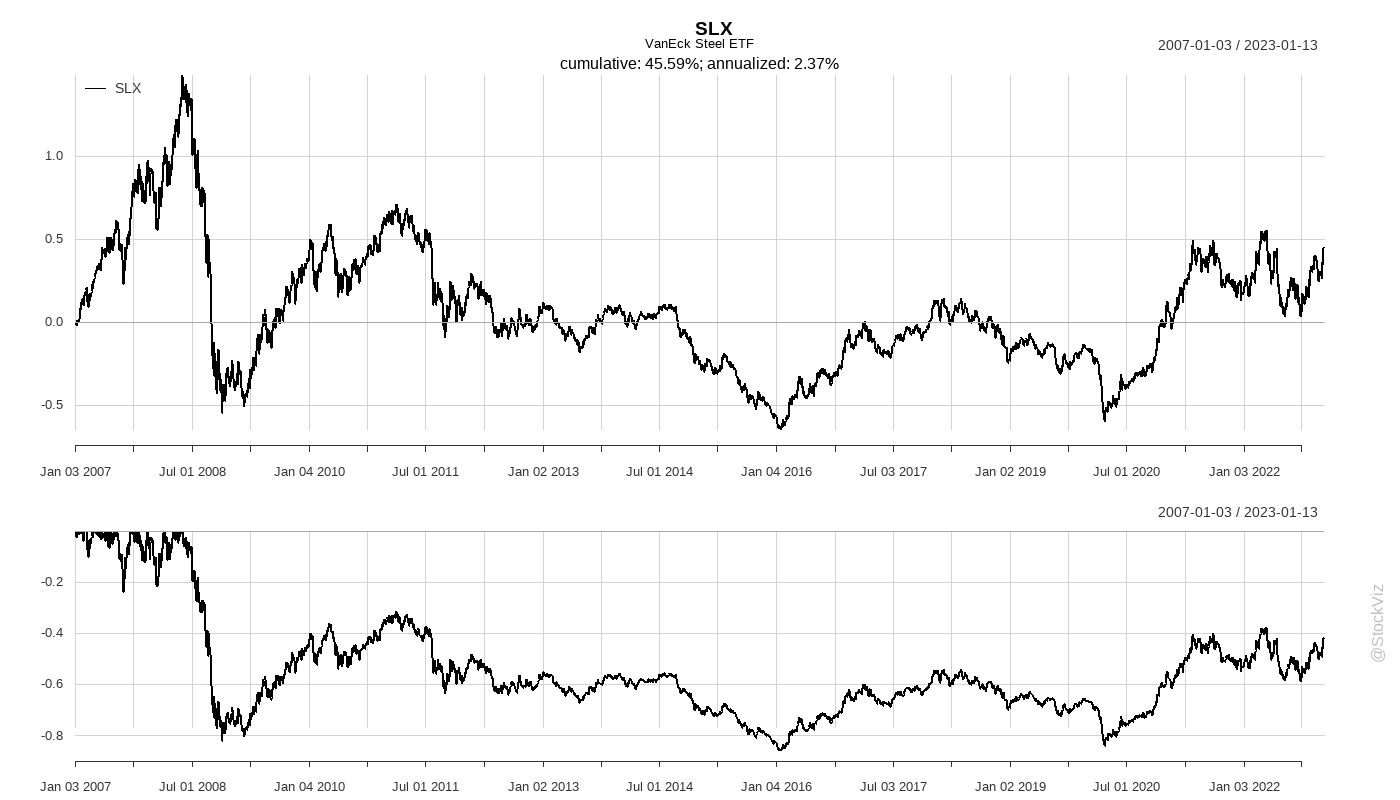 SLX
VanEck Steel ETF
cumulative: 45.59%; annualized: 2.37%
2007-01-03 / 2023-01-13
SLX
1.0
0.5
0.0
-0.5
Jan 03 2007 Jul 01 2008 Jan 04 2010 Jul 01 2011 Jan 02 2013 Jul 01 2014 Jan 04 2016 Jul 03 2017 Jan 02 2019 Jul 01 2020 Jan 03 2022
2007-01-03 / 2023-01-13
-0.2
-0.4
-0.6
-0.8
Jan 03 2007 Jul 01 2008 Jan 04 2010 Jul 01 2011 Jan 02 2013 Jul 01 2014 Jan 04 2016 Jul 03 2017 Jan 02 2019 Jul 01 2020 Jan 03 2022
@StockViz